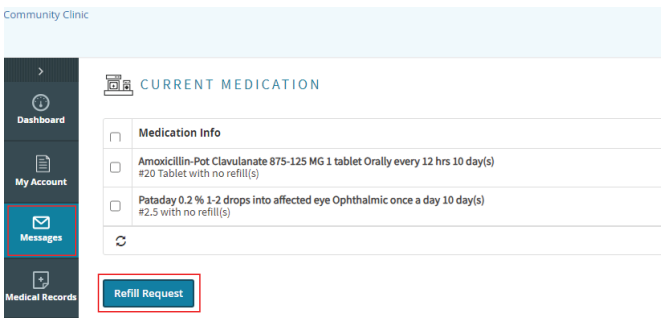 Community Clinic
CURRENT MEDICATION
Dashboard
My Account
Messages
Medical Records
Medication Info
Amoxicillin-Pot Clavulanate 875-125 MG 1 tablet Orally every 12 hrs 10 day(s)
#20 Tablet with no refill(s)
Pataday 0.2 % 1-2 drops into affected eye Ophthalmic once a day 10 day(s)
#2.5 with no refill(s)
Refill Request